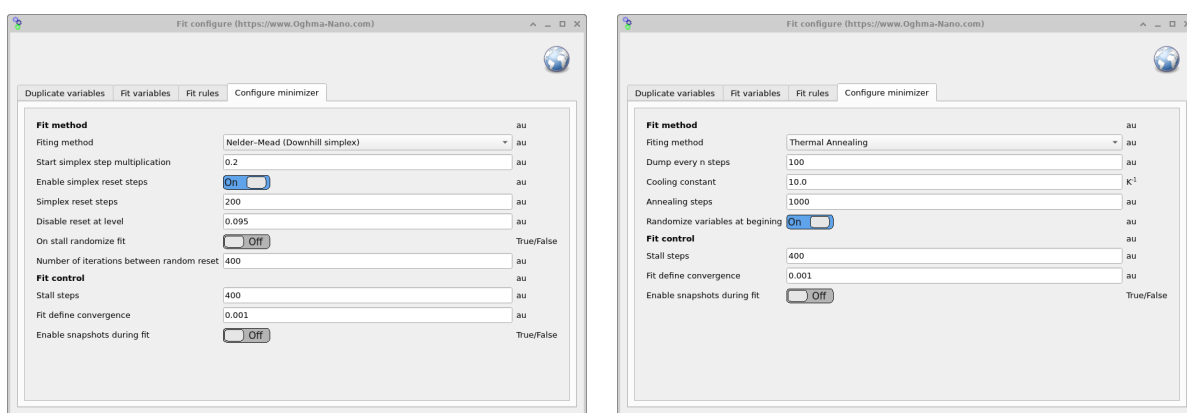 Fit configure (https://www.Oghma-Nano.com)
Duplicate variables Fit variables Fit rules Configure minimizer
Fit method au
Fiting method Nelder–Mead (Downhill simplex) au
Start simplex step multiplication 0.2 au
Enable simplex reset steps On au
Simplex reset steps 200 au
Disable reset at level 0.095 au
On stall randomize fit Off True/False
Number of iterations between random reset 400 au
Fit control au
Stall steps 400 au
Fit define convergence 0.001 au
Enable snapshots during fit Off True/False
Fit configure (https://www.Oghma-Nano.com)
Duplicate variables Fit variables Fit rules Configure minimizer
Fit method au
Fiting method Thermal Annealing au
Dump every n steps 100 au
Cooling constant 10.0 K-1
Annealing steps 1000 au
Randomize variables at begining On au
Fit control au
Stall steps 400 au
Fit define convergence 0.001 au
Enable snapshots during fit Off True/False